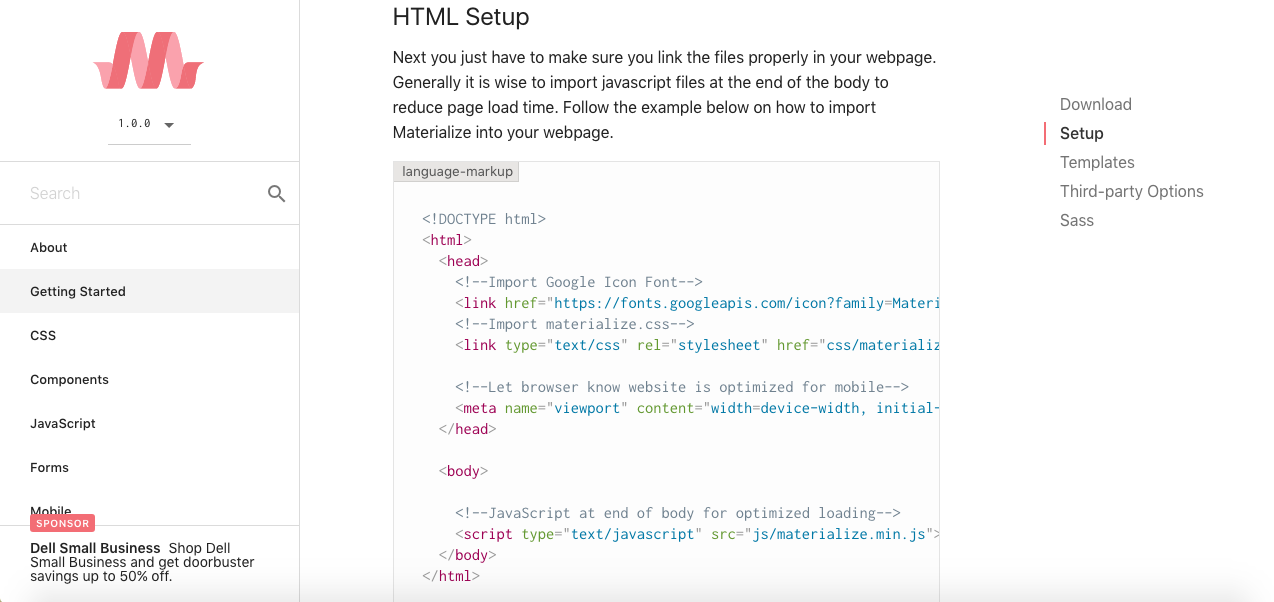 1.0.0
Search
About
Getting Started
CSS
Components
JavaScript
Forms
Mobile
SPONSOR
Dell Small Business Shop Dell
Small Business and get doorbuster
savings up to 50% off.
HTML Setup
Next you just have to make sure you link the files properly in your webpage.
Generally it is wise to import javascript files at the end of the body to
reduce page load time. Follow the example below on how to import
Materialize into your webpage.
language-markup
<!DOCTYPE html>
<html>
<head>
<!--Import Google Icon Font-->
<link href="https://fonts.googleapis.com/icon?family=Materi
<!--Import materialize.css-->
<link type="text/css" rel="stylesheet" href="css/materializ
<!--Let browser know website is optimized for mobile-->
<meta name="viewport" content="width=device-width, initial-
</head>
<body>
<!--JavaScript at end of body for optimized loading-->
<script type="text/javascript" src="js/materialize.min.js">
</body>
</html>
Download
Setup
Templates
Third-party Options
Sass